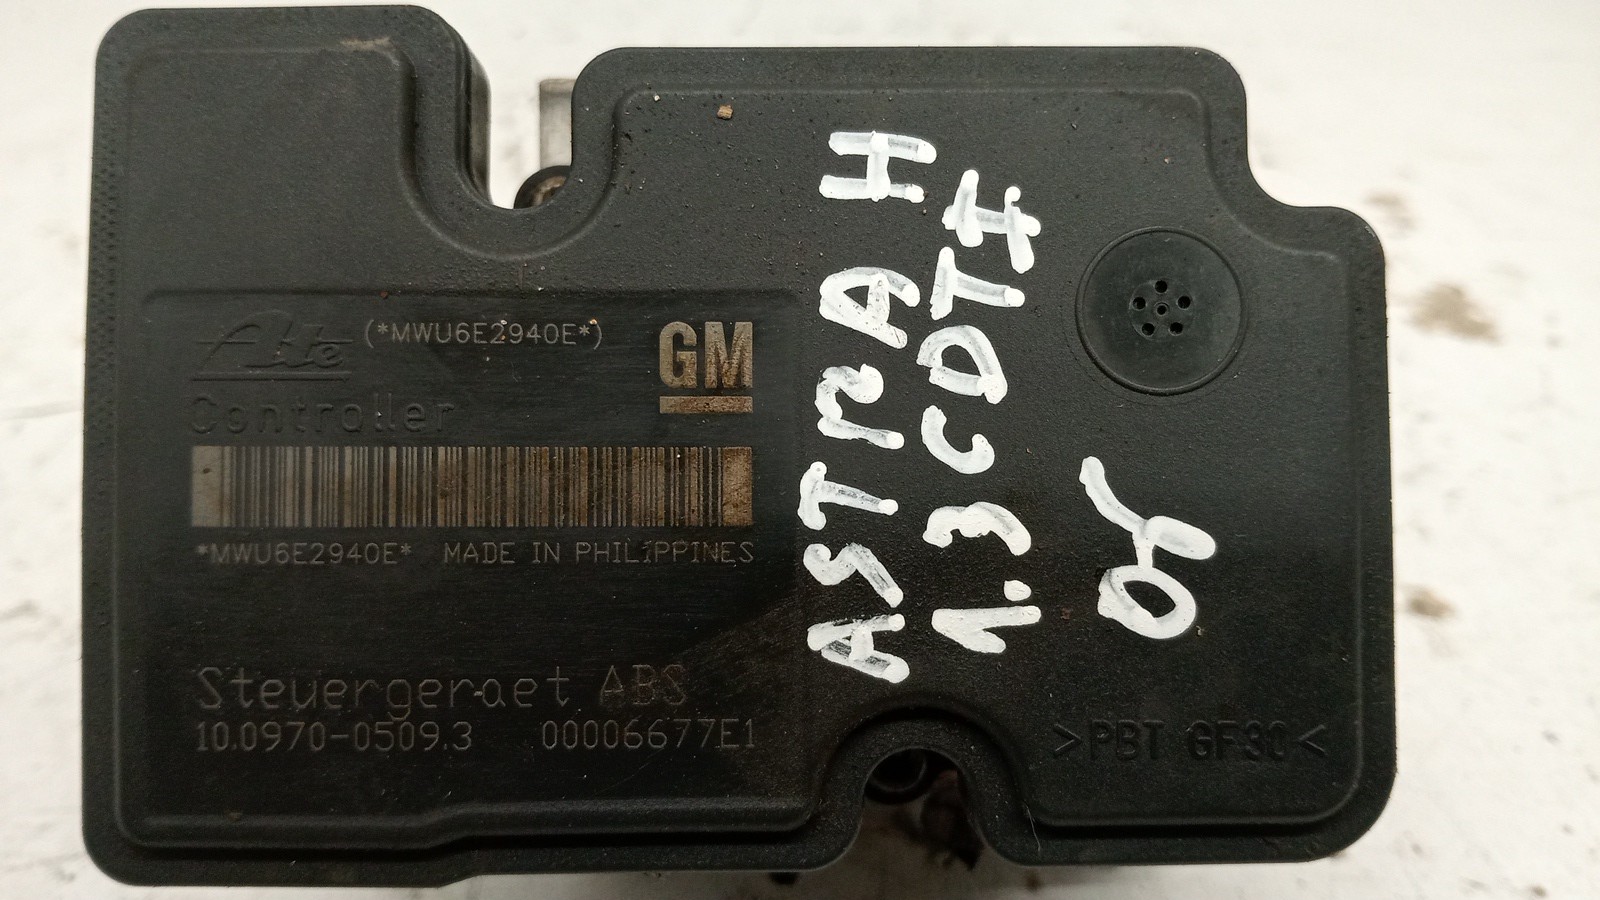 Ate (*MWU6E2940E*)
GM
Controller
*MWU6E2940E* MADE IN PHILIPPINES
Steuergeraet ABS
10.0970-0509.3 00006677E1
ASTRA H
1.3 CDTI
>PBT GF30<